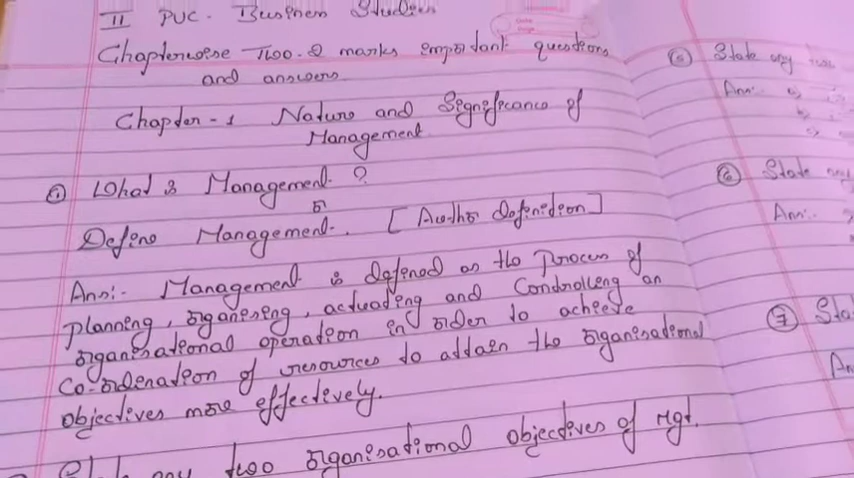 II PUC - Business Studies
Chapterwise Two-2 marks important questions
and answers
Chapter - 1 Nature and Significance of
Management
① What is Management ?
or
Define Management. [ Author definition ]
Ans:- Management is defined as the Process of
planning, organising, actuating and Controlling an
organisational operation in order to achieve
Co-ordination of resources to attain the organisational
objectives more effectively.
any two organisational objectives of Mgt.
⑤ State any two
Ans: a)
b)
c)
⑥ State any
Ans:.
⑦ Sta
An